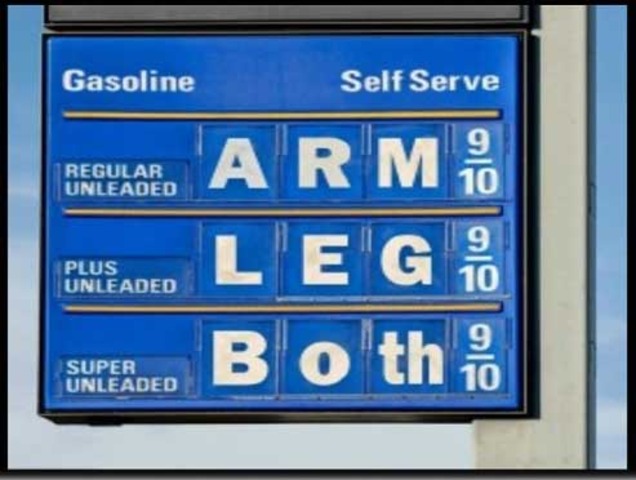 Gasoline Self Serve
REGULAR UNLEADED ARM 9/10
PLUS UNLEADED LEG 9/10
SUPER UNLEADED Both 9/10